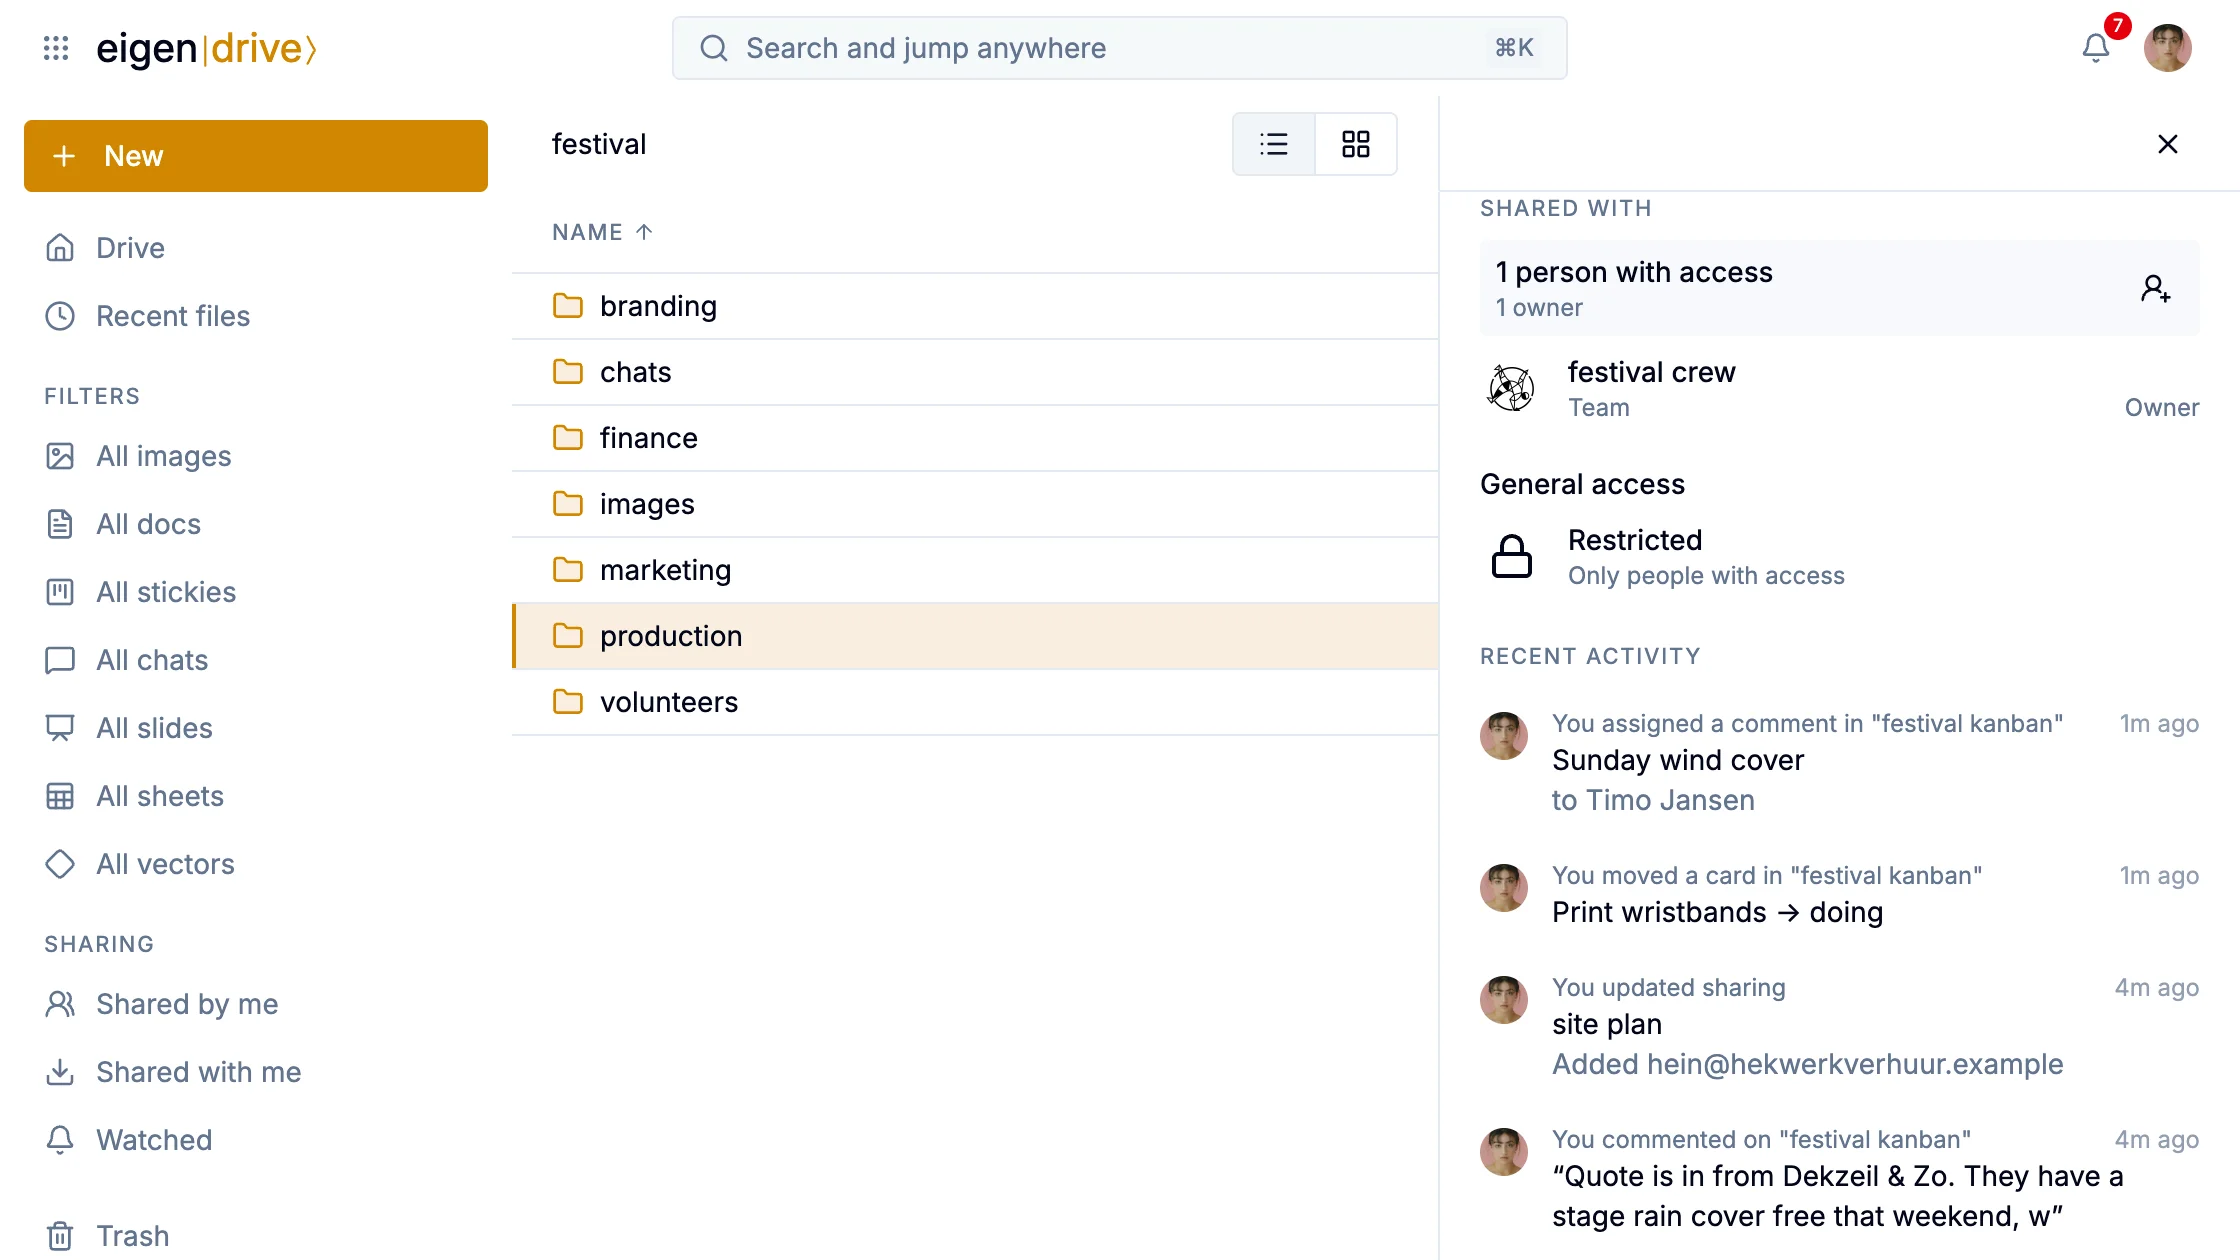 eigen|drive⟩
Search and jump anywhere
⌘K
7
New
Drive
Recent files
FILTERS
All images
All docs
All stickies
All chats
All slides
All sheets
All vectors
SHARING
Shared by me
Shared with me
Watched
Trash
festival
NAME ↑
branding
chats
finance
images
marketing
production
volunteers
SHARED WITH
1 person with access
1 owner
festival crew
Team
Owner
General access
Restricted
Only people with access
RECENT ACTIVITY
You assigned a comment in "festival kanban" 1m ago
Sunday wind cover
to Timo Jansen
You moved a card in "festival kanban" 1m ago
Print wristbands → doing
You updated sharing 4m ago
site plan
Added hein@hekwerkverhuur.example
You commented on "festival kanban" 4m ago
“Quote is in from Dekzeil & Zo. They have a
stage rain cover free that weekend, w”